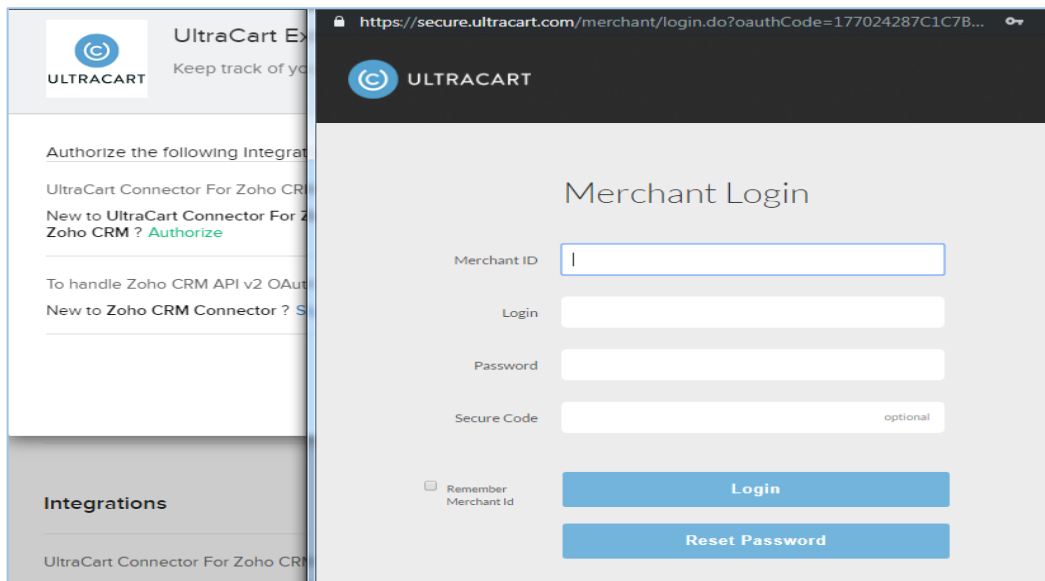 UltraCart Ex
Keep track of yo
ULTRACART
Authorize the following Integrat
UltraCart Connector For Zoho CR
New to UltraCart Connector For Z
Zoho CRM ? Authorize
To handle Zoho CRM API v2 OAut
New to Zoho CRM Connector ? S
Integrations
UltraCart Connector For Zoho CRM
https://secure.ultracart.com/merchant/login.do?oauthCode=177024287C1C7B...
ULTRACART
Merchant Login
Merchant ID
Login
Password
Secure Code
optional
Remember
Merchant Id
Login
Reset Password